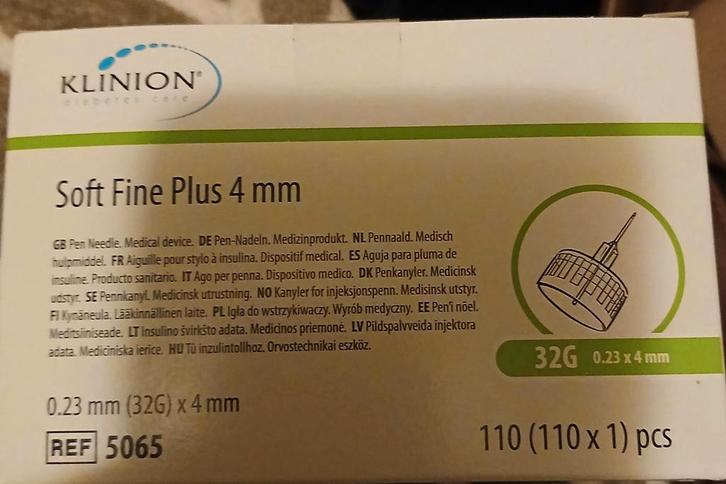 KLINION®
diabetes care
Soft Fine Plus 4 mm
GB Pen Needle. Medical device. DE Pen-Nadeln. Medizinprodukt. NL Pennaald. Medisch
hulpmiddel. FR Aiguille pour stylo à insulina. Dispositif medical. ES Aguja para pluma de
insuline. Producto sanitario. IT Ago per penna. Dispositivo medico. DK Penkanyler. Medicinsk
udstyr. SE Pennkanyl. Medicinsk utrustning. NO Kanyler for injeksjonspenn. Medisinsk utstyr.
FI Kynäneula. Lääkinnällinen laite. PL Igła do wstrzykiwaczy. Wyrób medyczny. EE Pen'i nõel.
Meditsiiniseade. LT Insulino švirkšto adata. Medicinos priemonė. LV Pildspalvveida injektora
adata. Medicīniska ierīce. HU Tű inzulintollhoz. Orvostechnikai eszköz.
32G 0.23 x 4 mm
0.23 mm (32G) x 4 mm
REF 5065
110 (110 x 1) pcs